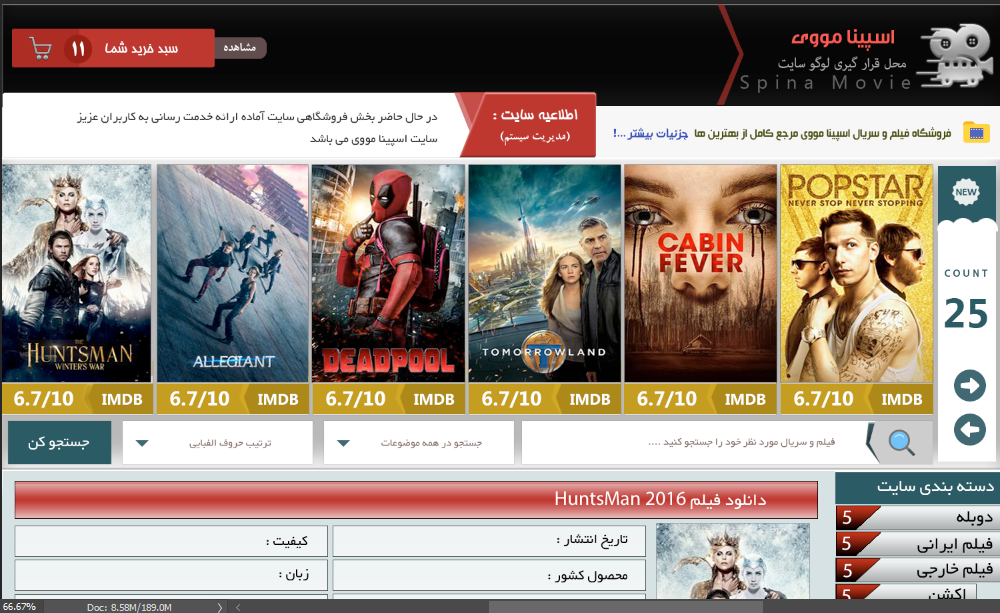 اسپینا مووی
محل قرار گیری لوگو سایت
Spina Movie
سبد خرید شما ۱۱
مشاهده
اطلاعیه سایت :
(مدیریت سیستم)
در حال حاضر بخش فروشگاهی سایت آماده ارائه خدمت رسانی به کاربران عزیز
سایت اسپینا مووی می باشد
فروشگاه فیلم و سریال اسپینا مووی مرجع کامل از بهترین ها جزئیات بیشتر ...!
NEW
COUNT
25
POPSTAR
NEVER STOP NEVER STOPPING
CABIN
FEVER
TOMORROWLAND
DEADPOOL
ALLEGIANT
THE
HUNTSMAN
WINTER'S WAR
6.7/10 IMDB
6.7/10 IMDB
6.7/10 IMDB
6.7/10 IMDB
6.7/10 IMDB
6.7/10 IMDB
فیلم و سریال مورد نظر خود را جستجو کنید ....
جستجو در همه موضوعات
ترتیب حروف الفبایی
جستجو کن
دسته بندی سایت
دوبله 5
فیلم ایرانی 5
فیلم خارجی 5
اکشن 5
دانلود فیلم HuntsMan 2016
تاریخ انتشار :
کیفیت :
محصول کشور :
زبان :
66.67%
Doc: 8.58M/189.0M